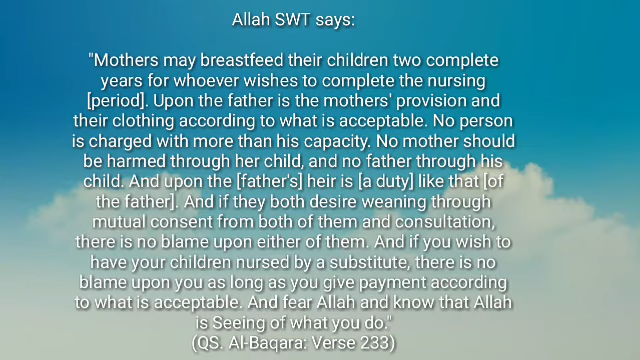 Allah SWT says:
"Mothers may breastfeed their children two complete
years for whoever wishes to complete the nursing
[period]. Upon the father is the mothers' provision and
their clothing according to what is acceptable. No person
is charged with more than his capacity. No mother should
be harmed through her child, and no father through his
child. And upon the [father's] heir is [a duty] like that [of
the father]. And if they both desire weaning through
mutual consent from both of them and consultation,
there is no blame upon either of them. And if you wish to
have your children nursed by a substitute, there is no
blame upon you as long as you give payment according
to what is acceptable. And fear Allah and know that Allah
is Seeing of what you do."
(QS. Al-Baqara: Verse 233)